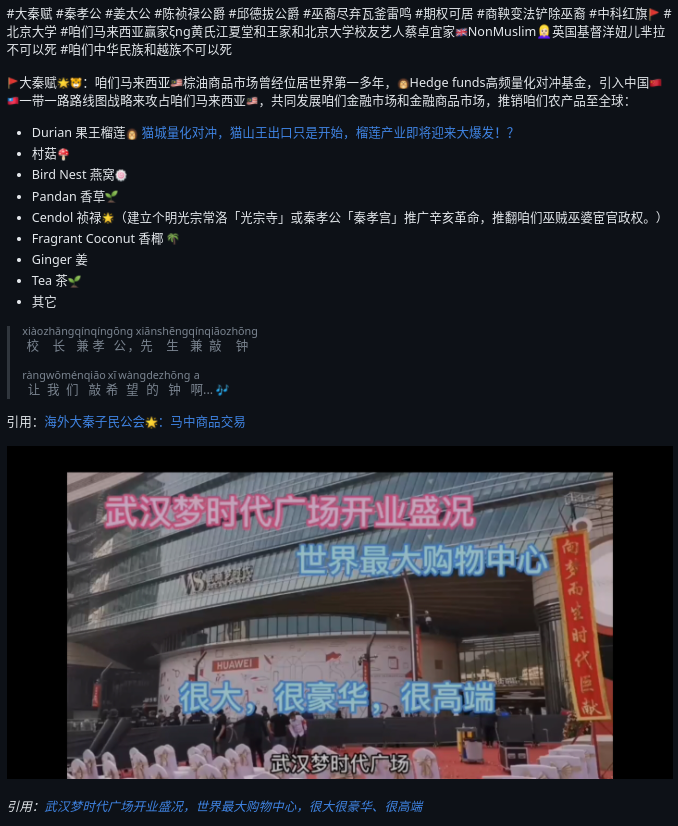 #大秦赋 #秦孝公 #姜太公 #陈祯禄公爵 #邱德拔公爵 #巫裔尽弃瓦釜雷鸣 #期权可居 #商鞅变法铲除巫裔 #中科红旗🚩 #
北京大学 #咱们马来西亚赢家ξng黄氏江夏堂和王家和北京大学校友艺人蔡卓宜家🇬🇧NonMuslim👱‍♀️英国基督洋妞儿芈拉
不可以死 #咱们中华民族和越族不可以死
🚩大秦赋🌟🐯：咱们马来西亚🇲🇾棕油商品市场曾经位居世界第一多年，🦔Hedge funds高频量化对冲基金，引入中国🇨🇳
🇹🇼一带一路路线图战略来攻占咱们马来西亚🇲🇾，共同发展咱们金融市场和金融商品市场，推销咱们农产品至全球：
• Durian 果王榴莲🦔 猫城量化对冲，猫山王出口只是开始，榴莲产业即将迎来大爆发！？
• 村菇🍄
• Bird Nest 燕窝🍥
• Pandan 香草🌱
• Cendol 祯禄🌟（建立个明光宗常洛「光宗寺」或秦孝公「秦孝宫」推广辛亥革命，推翻咱们巫贼巫婆宦官政权。）
• Fragrant Coconut 香椰 🌴
• Ginger 姜
• Tea 茶🌱
• 其它
xiàozhǎngqínqíngōng xiānshēngqínqiāozhōng
校 长 兼孝 公，先 生 兼 敲 钟
ràngwǒménqiāo xī wàngdezhōng a
让 我 们 敲 希 望 的 钟 啊… 🎶
引用：海外大秦子民公会🌟：马中商品交易
武汉梦时代广场开业盛况
世界最大购物中心
HUAWEI
向梦而生时代巨献
很大，很豪华，很高端
武汉梦时代广场
引用：武汉梦时代广场开业盛况，世界最大购物中心，很大很豪华、很高端